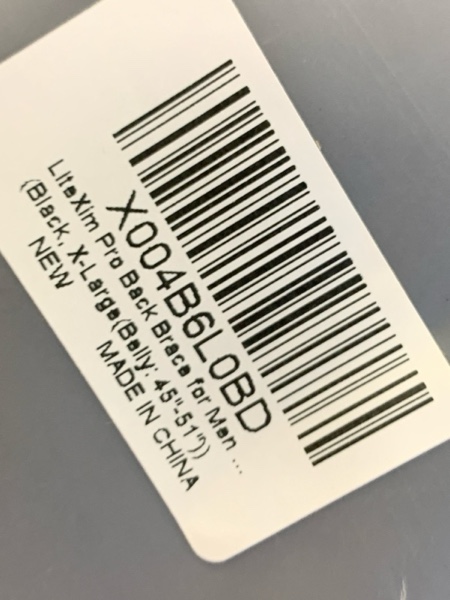 X004B6L0BD
LiteXim Pro Back Brace for Men ...
(Black, X-Large(Belly: 45"-51"))
NEW
MADE IN CHINA